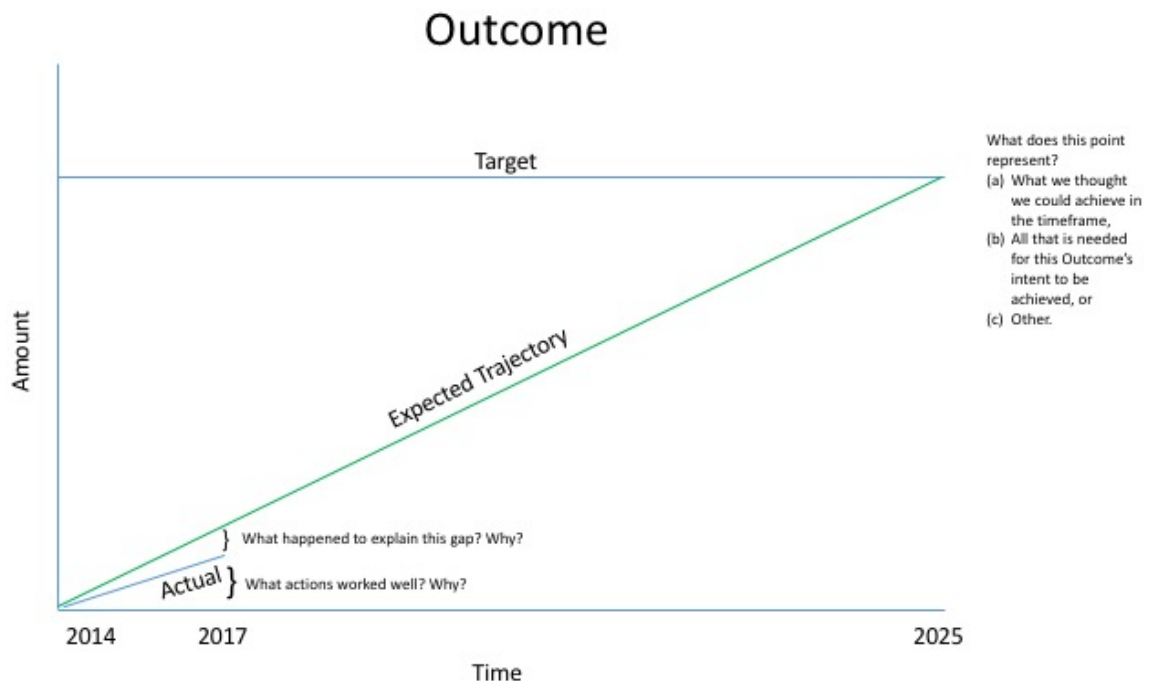 Outcome
Target
What does this point
represent?
(a) What we thought
we could achieve in
the timeframe,
(b) All that is needed
for this Outcome's
intent to be
achieved, or
(c) Other.
Amount
Expected Trajectory
} What happened to explain this gap? Why?
Actual } What actions worked well? Why?
2014 2017 2025
Time